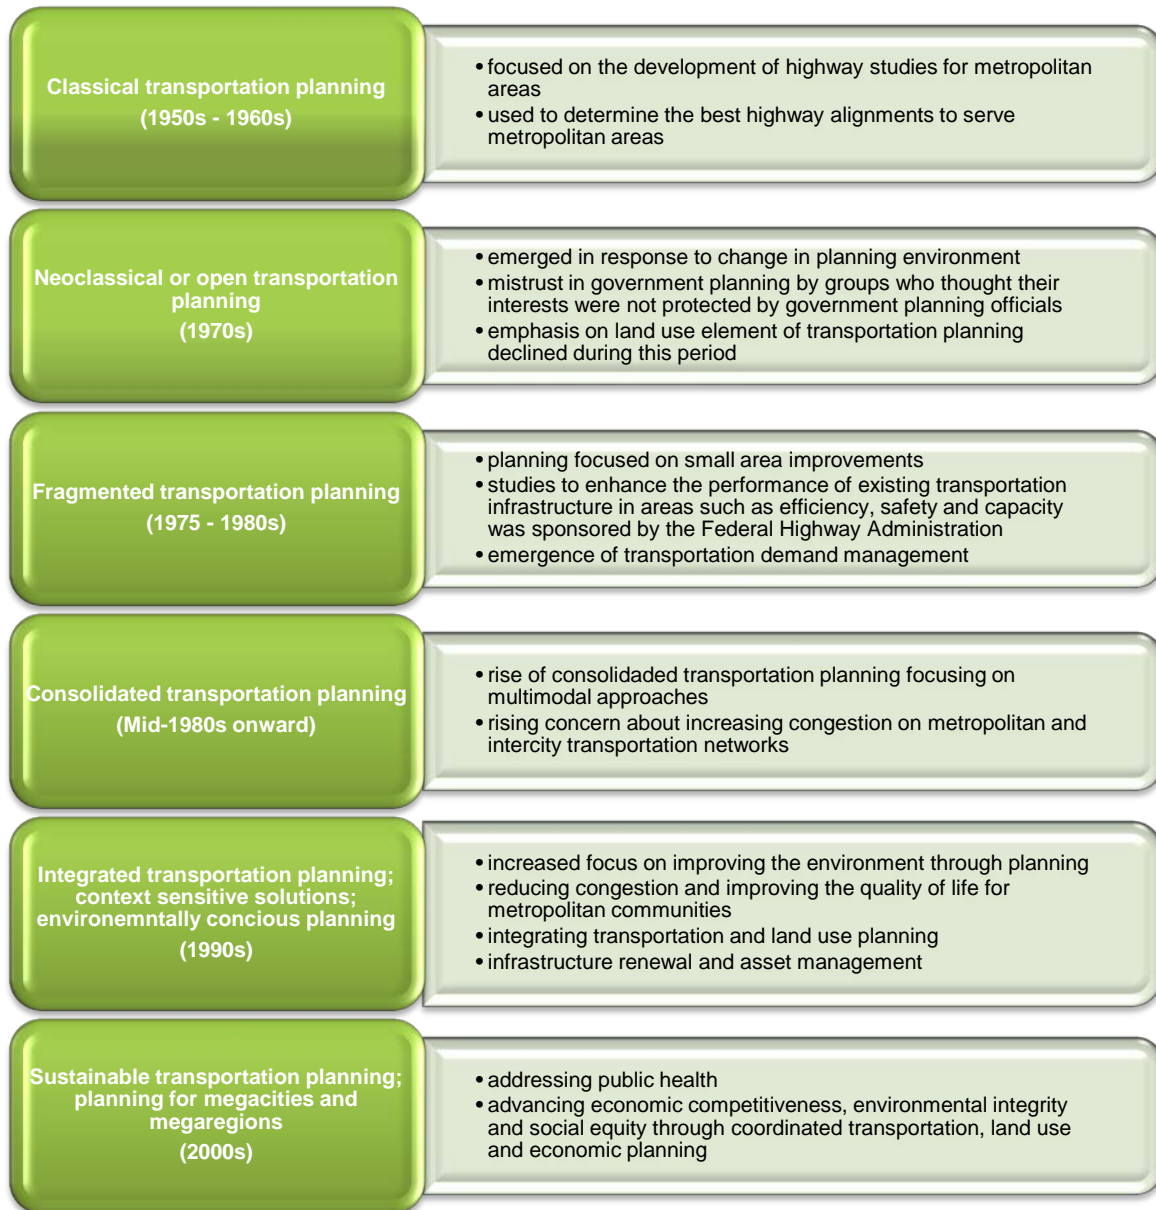 Classical transportation planning
(1950s - 1960s)
• focused on the development of highway studies for metropolitan
areas
• used to determine the best highway alignments to serve
metropolitan areas
Neoclassical or open transportation
planning
(1970s)
• emerged in response to change in planning environment
• mistrust in government planning by groups who thought their
interests were not protected by government planning officials
• emphasis on land use element of transportation planning
declined during this period
Fragmented transportation planning
(1975 - 1980s)
• planning focused on small area improvements
• studies to enhance the performance of existing transportation
infrastructure in areas such as efficiency, safety and capacity
was sponsored by the Federal Highway Administration
• emergence of transportation demand management
Consolidated transportation planning
(Mid-1980s onward)
• rise of consolidaded transportation planning focusing on
multimodal approaches
• rising concern about increasing congestion on metropolitan and
intercity transportation networks
Integrated transportation planning;
context sensitive solutions;
environemntally concious planning
(1990s)
• increased focus on improving the environment through planning
• reducing congestion and improving the quality of life for
metropolitan communities
• integrating transportation and land use planning
• infrastructure renewal and asset management
Sustainable transportation planning;
planning for megacities and
megaregions
(2000s)
• addressing public health
• advancing economic competitiveness, environmental integrity
and social equity through coordinated transportation, land use
and economic planning